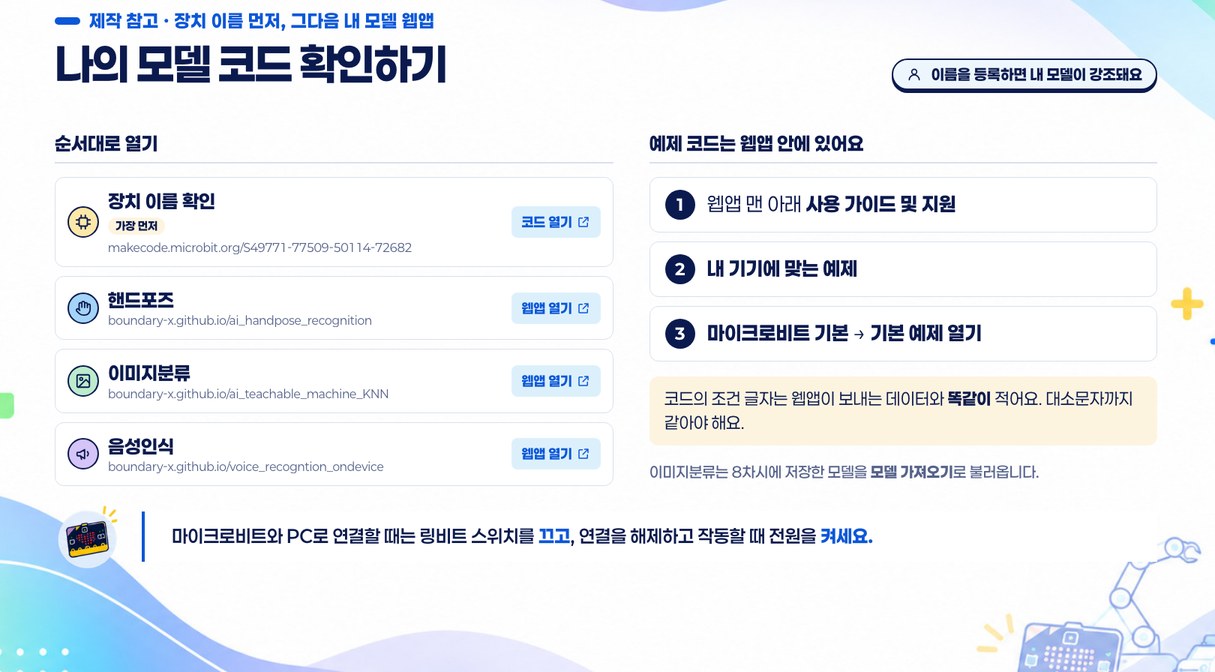 제작 참고 · 장치 이름 먼저, 그다음 내 모델 웹앱
나의 모델 코드 확인하기
이름을 등록하면 내 모델이 강조돼요
순서대로 열기
장치 이름 확인
가장 먼저
makecode.microbit.org/S49771-77509-50114-72682
코드 열기
핸드포즈
boundary-x.github.io/ai_handpose_recognition
웹앱 열기
이미지분류
boundary-x.github.io/ai_teachable_machine_KNN
웹앱 열기
음성인식
boundary-x.github.io/voice_recogntion_ondevice
웹앱 열기
예제 코드는 웹앱 안에 있어요
1 웹앱 맨 아래 사용 가이드 및 지원
2 내 기기에 맞는 예제
3 마이크로비트 기본 → 기본 예제 열기
코드의 조건 글자는 웹앱이 보내는 데이터와 똑같이 적어요. 대소문자까지
같아야 해요.
이미지분류는 8차시에 저장한 모델을 모델 가져오기로 불러옵니다.
마이크로비트와 PC로 연결할 때는 링비트 스위치를 끄고, 연결을 해제하고 작동할 때 전원을 켜세요.